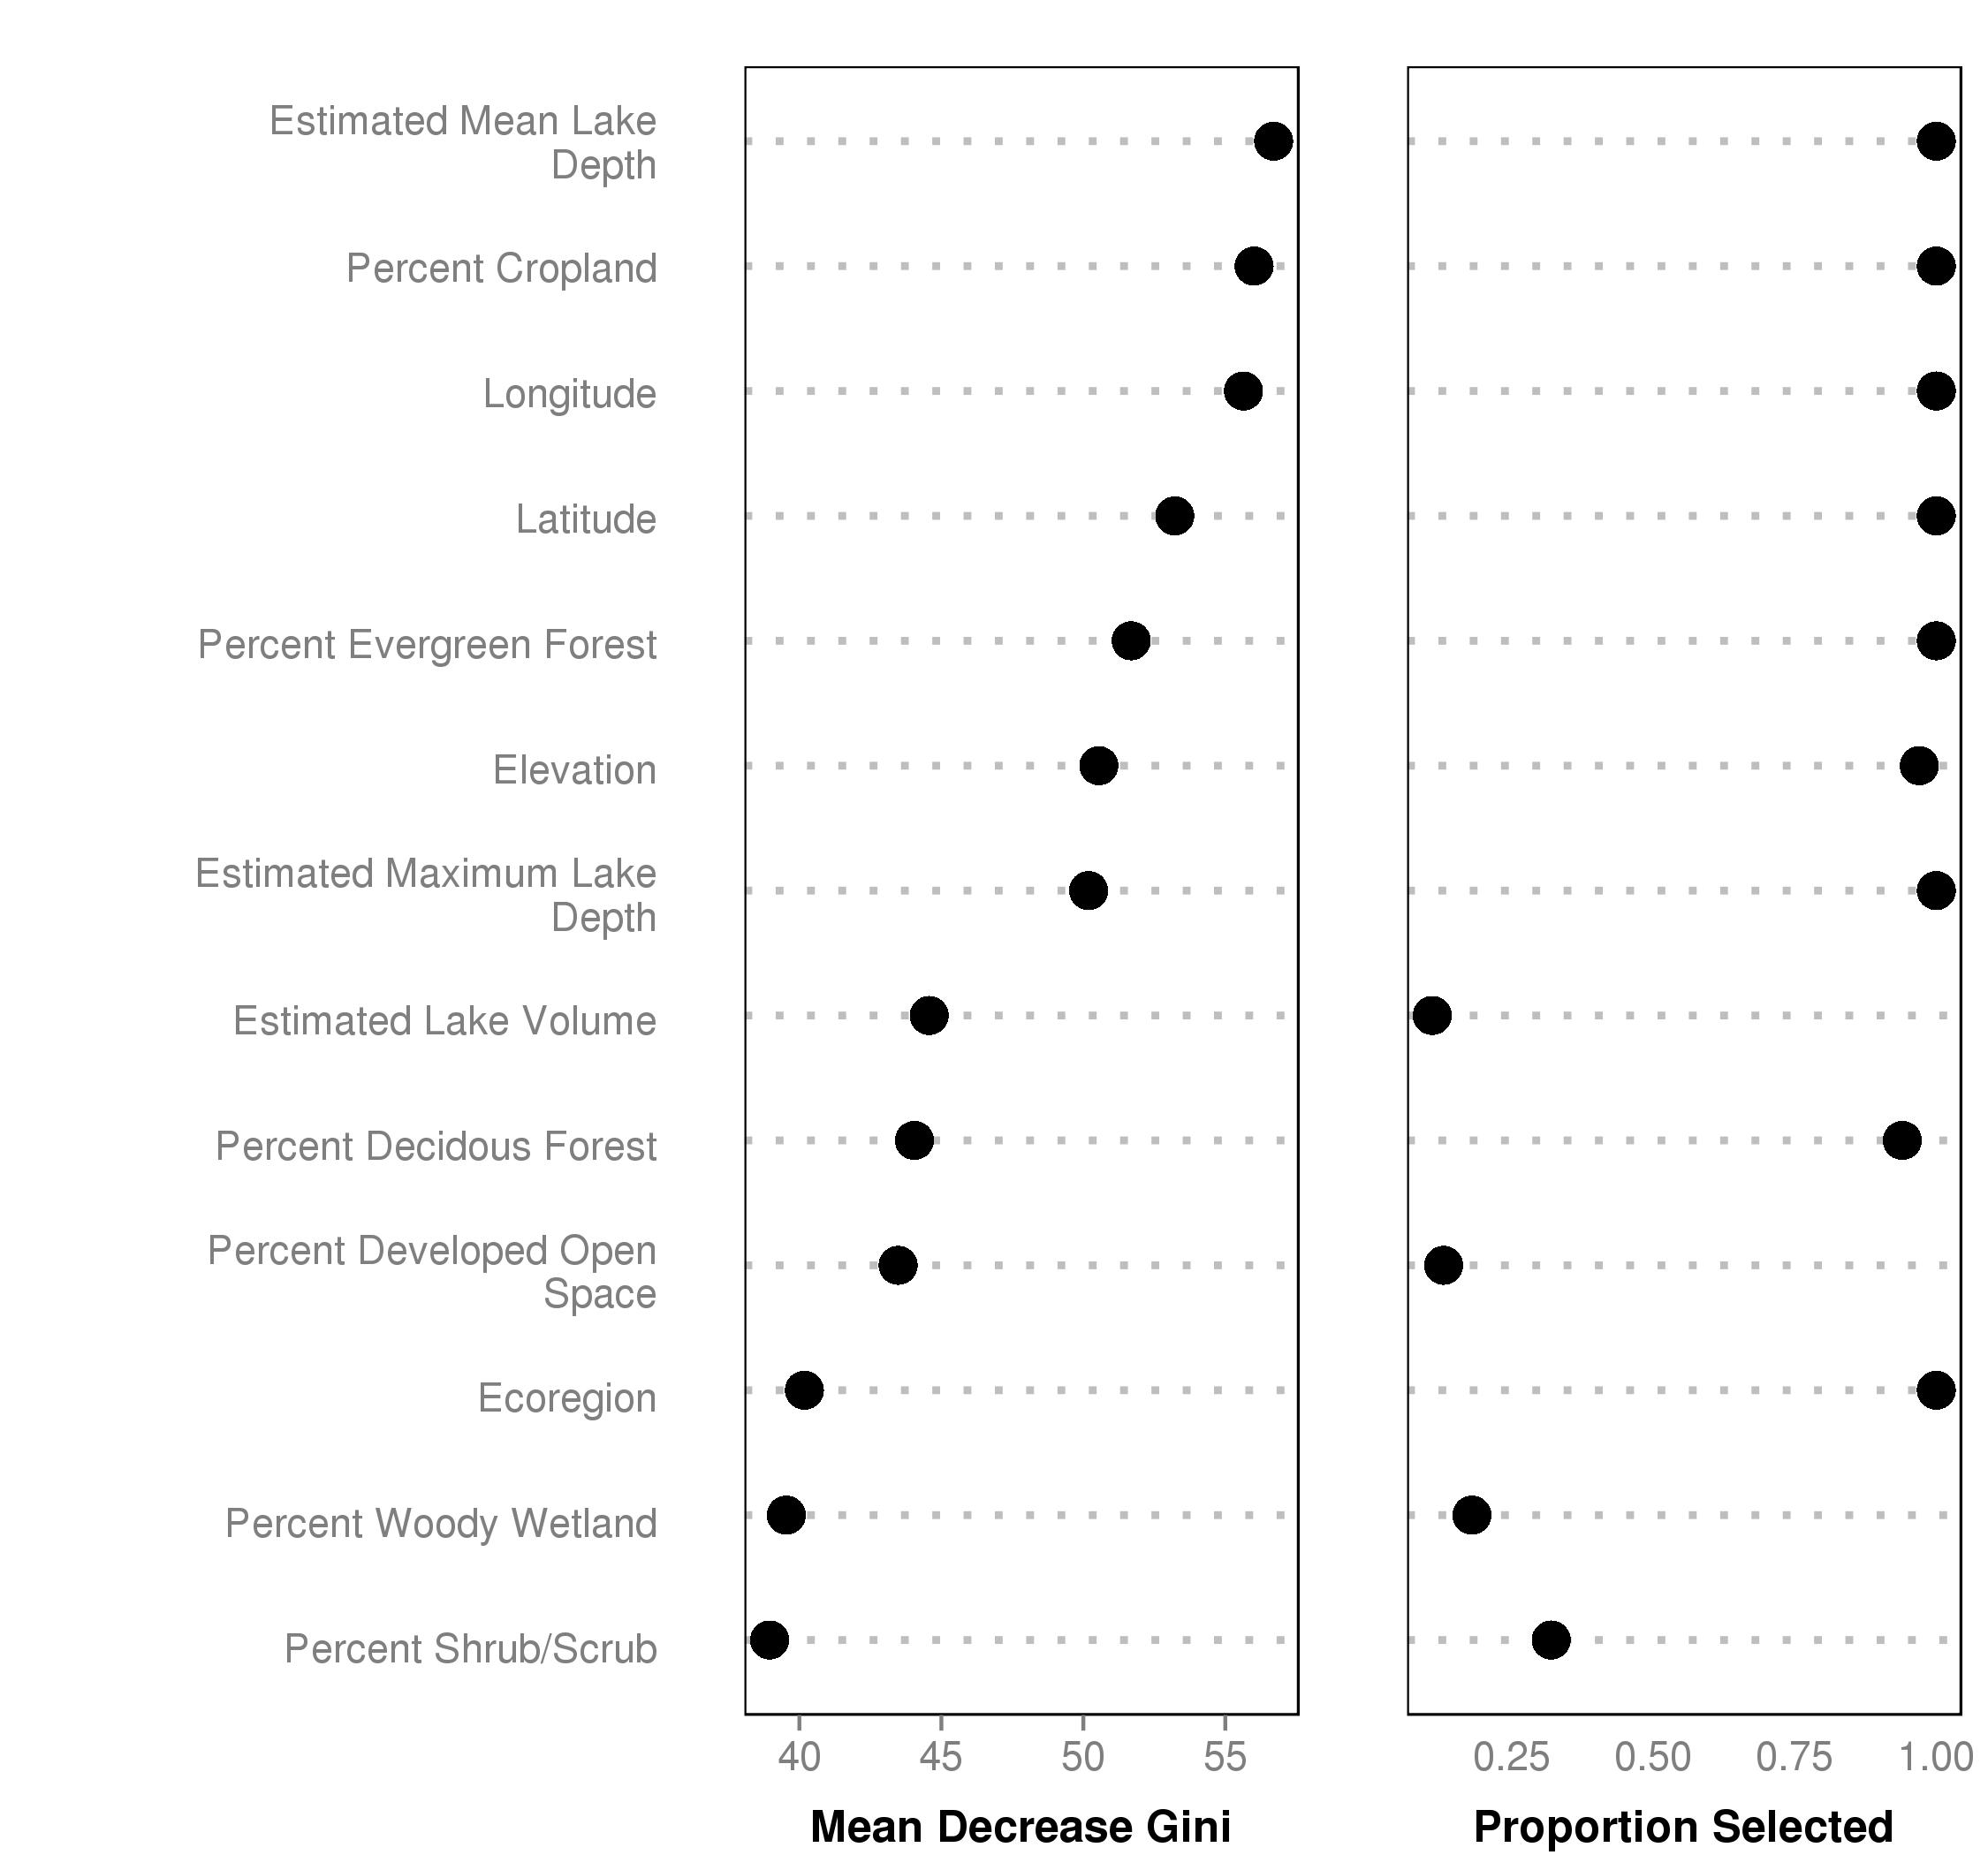 Estimated Mean Lake
Depth
Percent Cropland
Longitude
Latitude
Percent Evergreen Forest
Elevation
Estimated Maximum Lake
Depth
Estimated Lake Volume
Percent Decidous Forest
Percent Developed Open
Space
Ecoregion
Percent Woody Wetland
Percent Shrub/Scrub
40 45 50 55 0.25 0.50 0.75 1.00
Mean Decrease Gini Proportion Selected